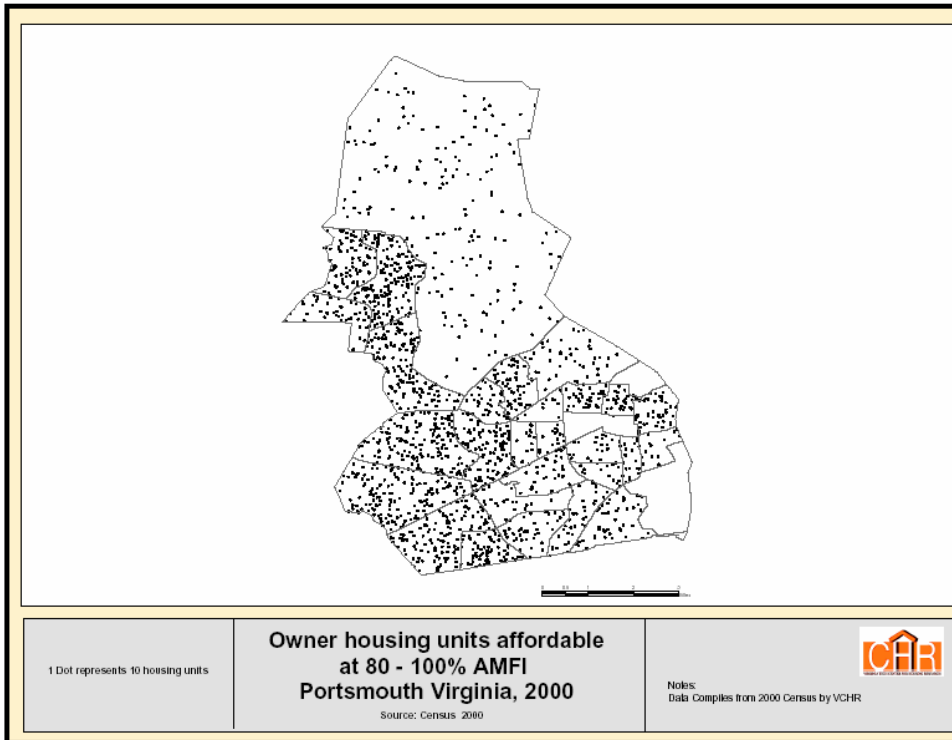 1 Dot represents 10 housing units
Owner housing units affordable
at 80 - 100% AMFI
Portsmouth Virginia, 2000
Source: Census 2000
CHR
Notes:
Data Compiles from 2000 Census by VCHR